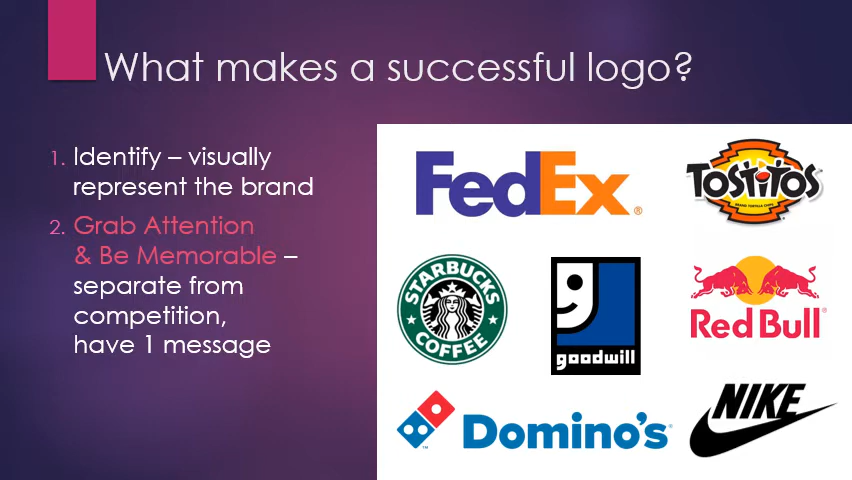 What makes a successful logo?
1. Identify – visually
represent the brand
2. Grab Attention
& Be Memorable –
separate from
competition,
have 1 message
FedEx®
TOSTITOS
STARBUCKS
COFFEE
goodwill
Red Bull®
Domino's
NIKE